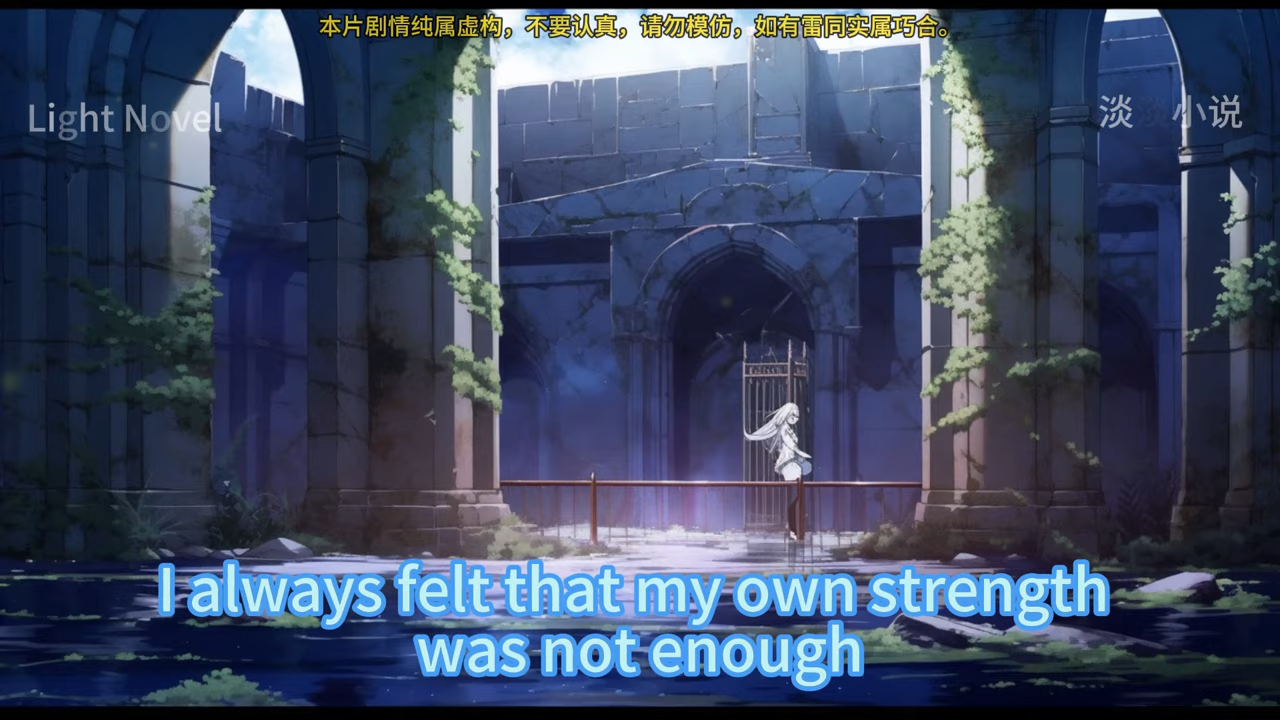 本片剧情纯属虚构，不要认真，请勿模仿，如有雷同实属巧合。
Light Novel
淡 小说
I always felt that my own strength
was not enough